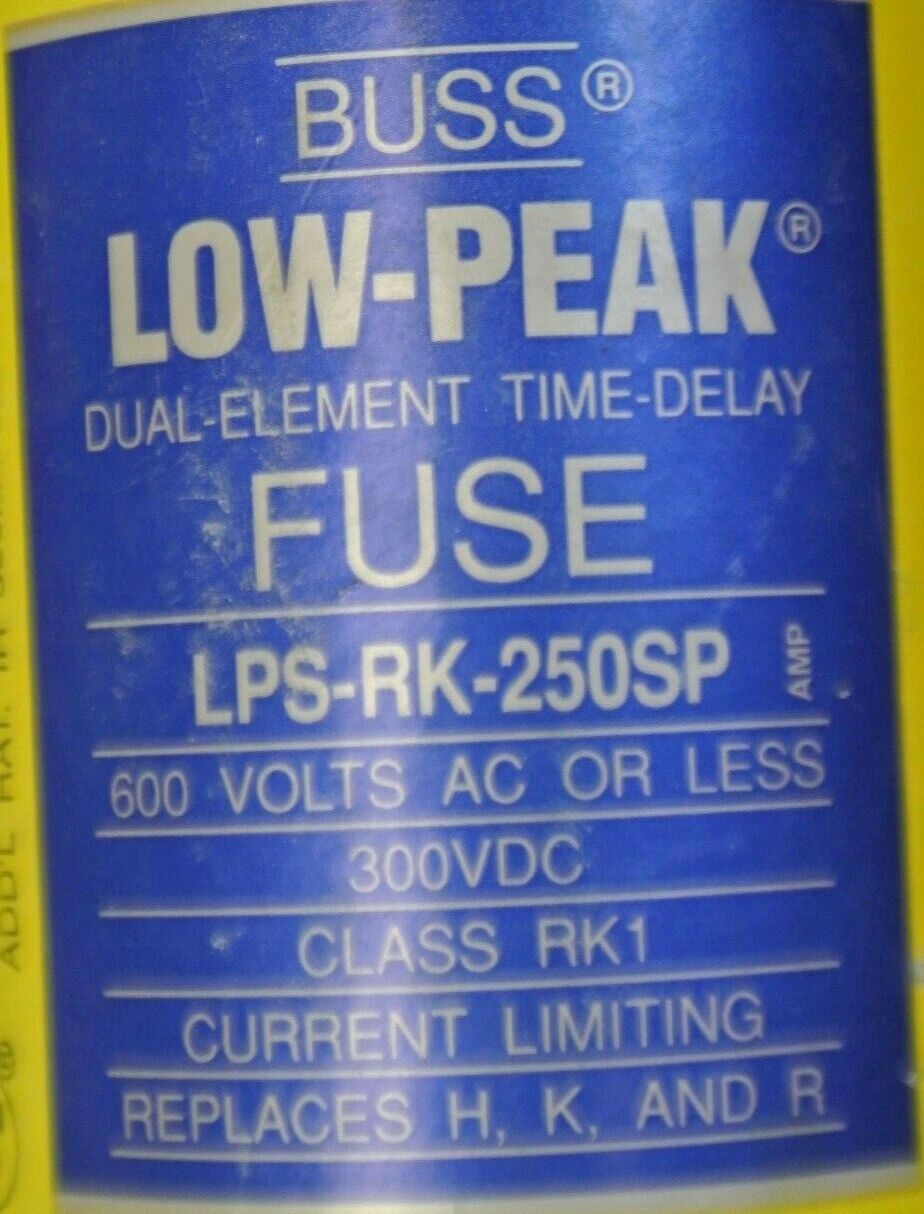 BUSS®
LOW-PEAK®
DUAL-ELEMENT TIME-DELAY
FUSE
LPS-RK-250SP AMP
600 VOLTS AC OR LESS
300VDC
CLASS RK1
CURRENT LIMITING
REPLACES H, K, AND R